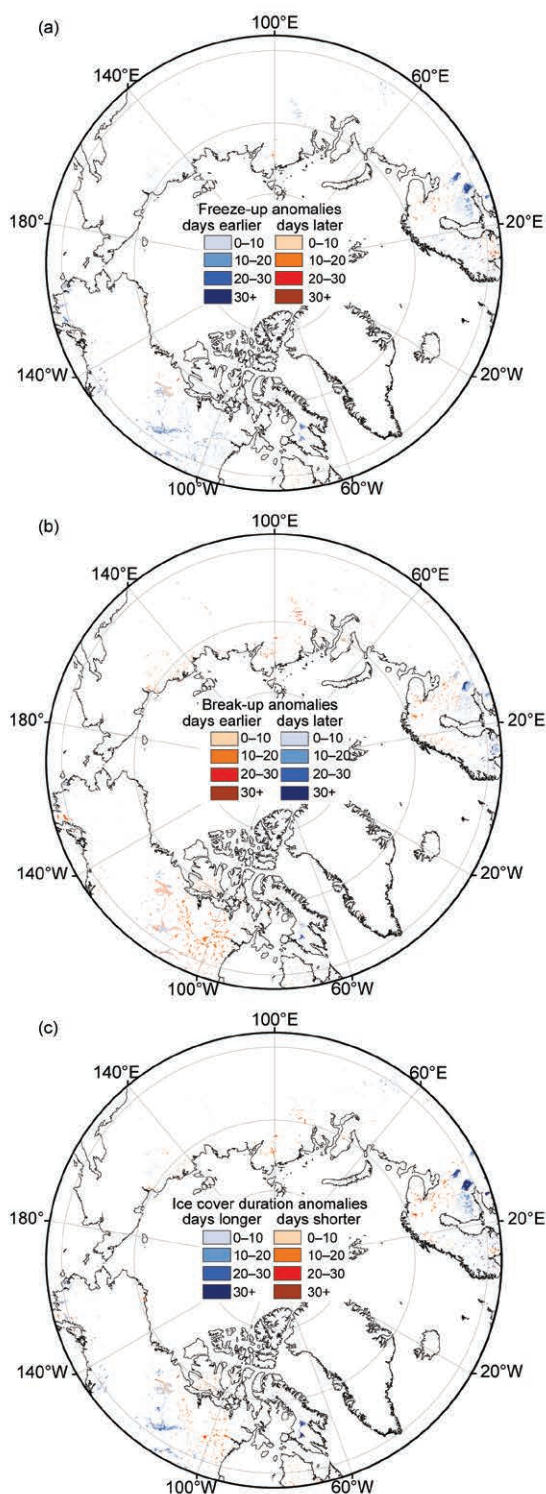 (a)
100°E
140°E
60°E
180°
20°E
Freeze-up anomalies
days earlier days later
0–10 0–10
10–20 10–20
20–30 20–30
30+ 30+
140°W
20°W
100°W
60°W
(b)
100°E
140°E
60°E
180°
20°E
Break-up anomalies
days earlier days later
0–10 0–10
10–20 10–20
20–30 20–30
30+ 30+
140°W
20°W
100°W
60°W
(c)
100°E
140°E
60°E
180°
20°E
Ice cover duration anomalies
days longer days shorter
0–10 0–10
10–20 10–20
20–30 20–30
30+ 30+
140°W
20°W
100°W
60°W